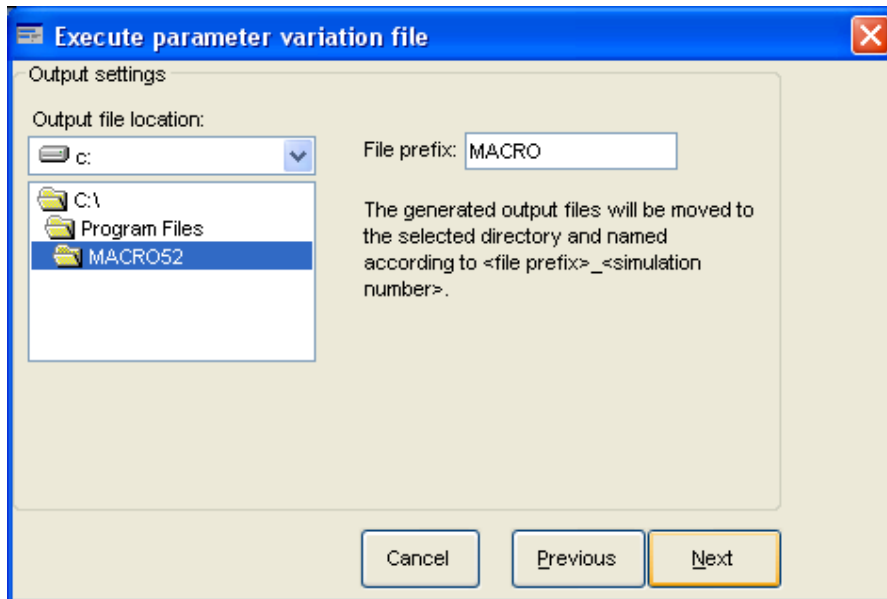 Execute parameter variation file
Output settings
Output file location:
c:
File prefix: MACRO
C:\
Program Files
MACRO52
The generated output files will be moved to
the selected directory and named
according to <file prefix>_<simulation
number>.
Cancel
Previous
Next